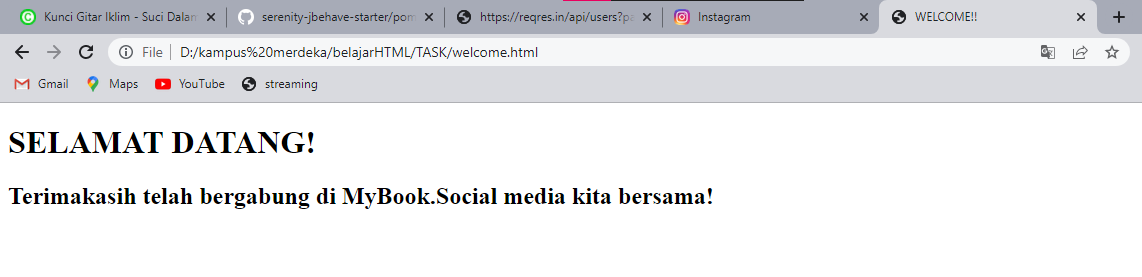 Kunci Gitar Iklim - Suci Dalam
serenity-jbehave-starter/pom
https://reqres.in/api/users?pa
Instagram
WELCOME!!
File | D:/kampus%20merdeka/belajarHTML/TASK/welcome.html
Gmail
Maps
YouTube
streaming
SELAMAT DATANG!
Terimakasih telah bergabung di MyBook.Social media kita bersama!